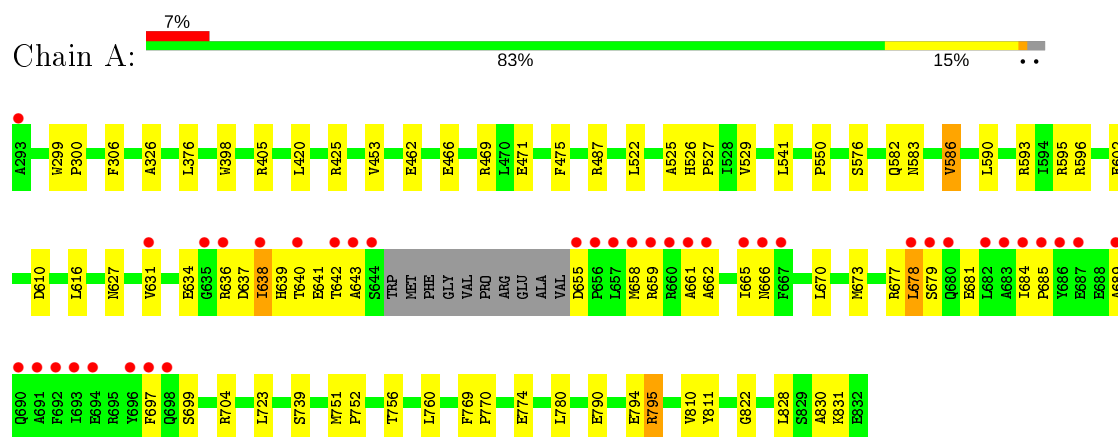 7%
Chain A:
83%
15%
A293 W299 P300 F306 A326 L376 W398 R405 L420 R425 V453 E462 E466 R469 L470 E471 F475 R487 L522 A525 H526 P527 I528 V529 L541 P550 S576 Q582 N583 V586 L590 R593 I594 R595 R596
D610 L616 N627 V631 E634 G635 R636 D637 I638 H639 T640 E641 T642 A643 S644 TRP MET PHE GLY VAL PRO ARG GLU ALA VAL D655 P656 L657 M658 R659 R660 A661 A662 I665 N666 F667 L670 M673 R677 L678 S679 Q680 E681 L682 A683 I684 P685 Y686 E687 E688 A689
Q690 A691 F692 I693 E694 R695 Y696 F697 Q698 S699 R704 L723 S739 M751 P752 T756 L760 F769 P770 E774 L780 E790 E794 R795 V810 Y811 G822 L828 S829 A830 K831 E832